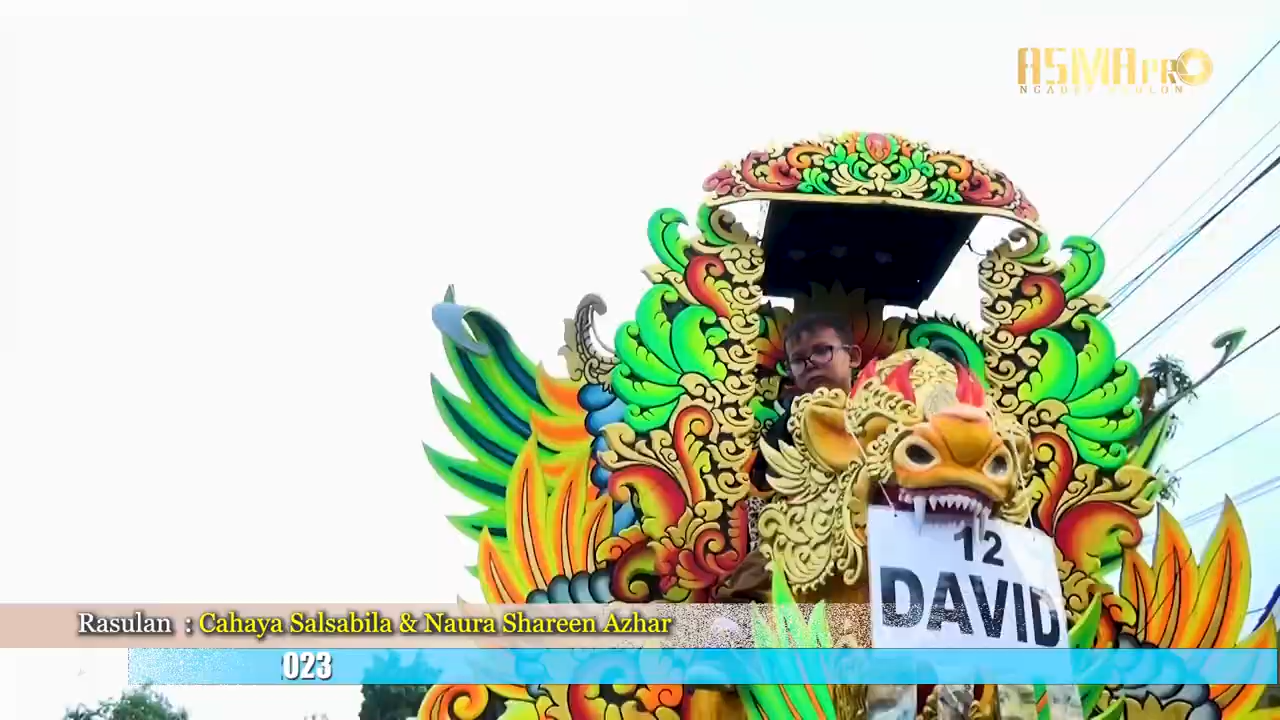 ASMA PRO
12
DAVID
Rasulan : Cahaya Salsabila & Naura Shareen Azhar
023